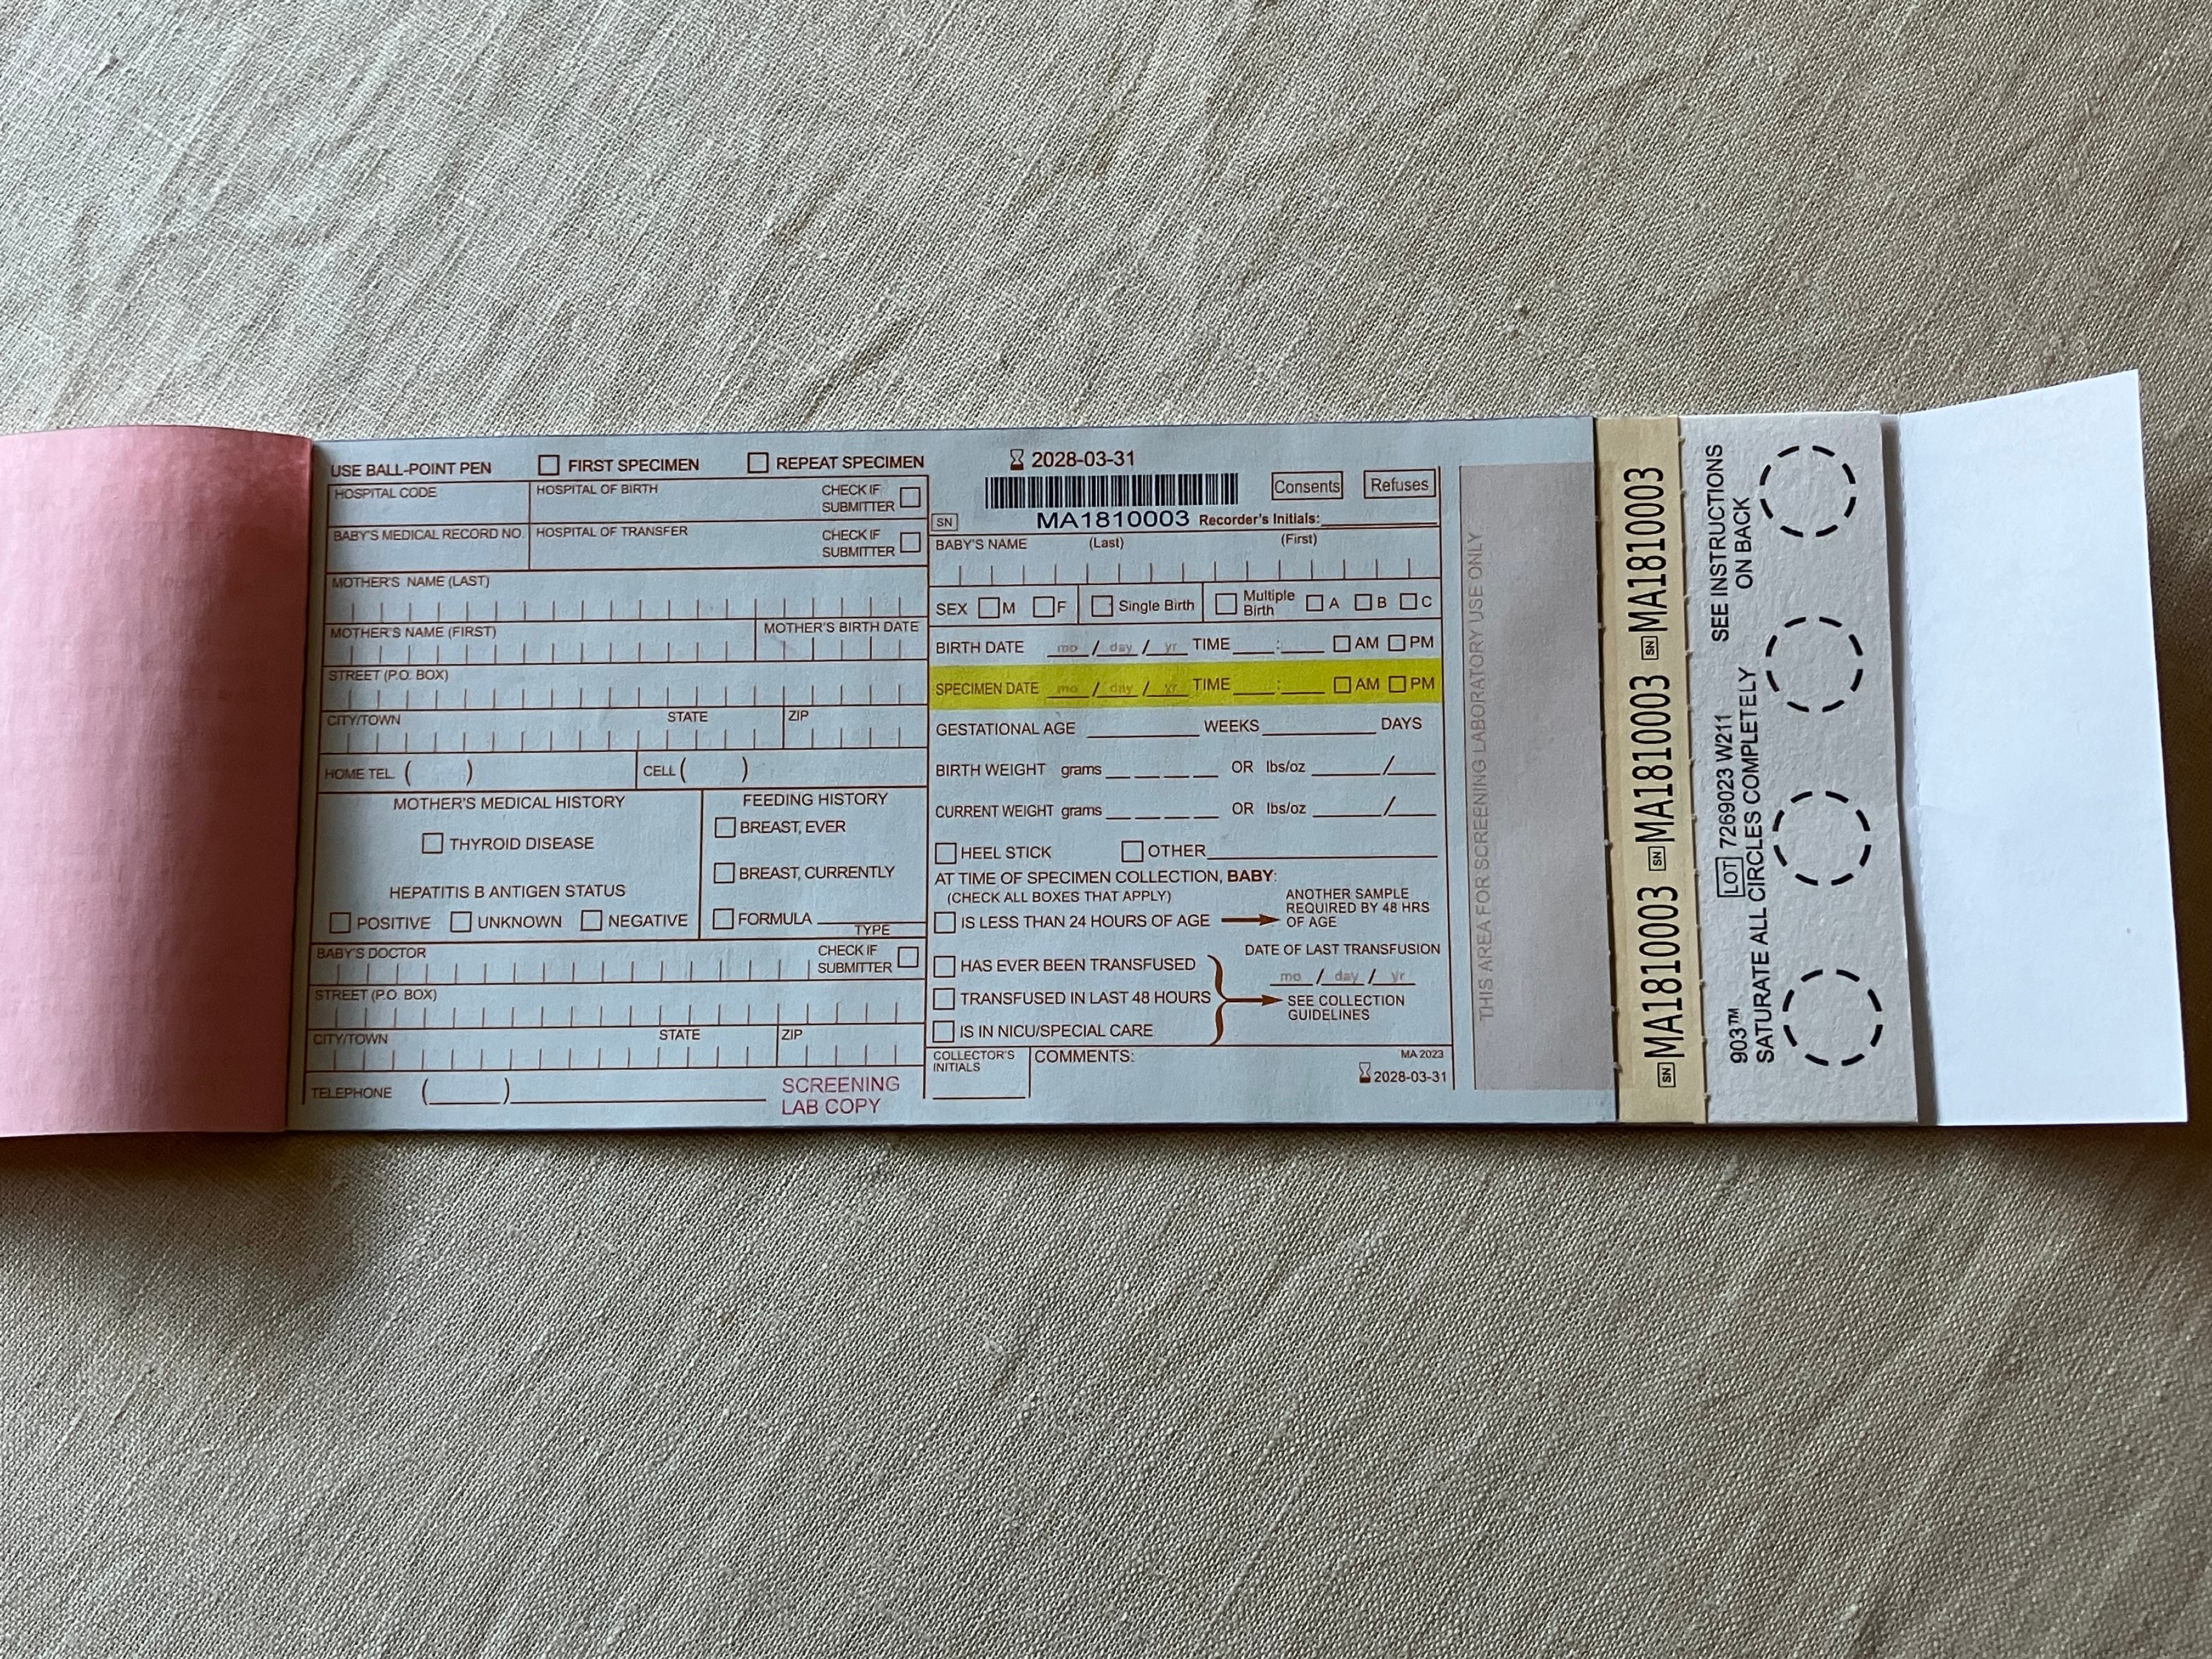 USE BALL-POINT PEN FIRST SPECIMEN REPEAT SPECIMEN
HOSPITAL CODE HOSPITAL OF BIRTH CHECK IF SUBMITTER
BABY'S MEDICAL RECORD NO. HOSPITAL OF TRANSFER CHECK IF SUBMITTER
MOTHER'S NAME (LAST)
MOTHER'S NAME (FIRST) MOTHER'S BIRTH DATE
STREET (P.O. BOX)
CITY/TOWN STATE ZIP
HOME TEL. ( ) CELL ( )
MOTHER'S MEDICAL HISTORY
THYROID DISEASE
HEPATITIS B ANTIGEN STATUS
POSITIVE UNKNOWN NEGATIVE
FEEDING HISTORY
BREAST, EVER
BREAST, CURRENTLY
FORMULA
TYPE
BABY'S DOCTOR CHECK IF SUBMITTER
STREET (P.O. BOX)
CITY/TOWN STATE ZIP
TELEPHONE ( )
SCREENING
LAB COPY
2028-03-31
Consents Refuses
SN MA1810003 Recorder's Initials:
BABY'S NAME (Last) (First)
SEX M F Single Birth Multiple Birth A B C
BIRTH DATE mo / day / yr TIME : AM PM
SPECIMEN DATE mo / day / yr TIME : AM PM
GESTATIONAL AGE WEEKS DAYS
BIRTH WEIGHT grams OR lbs/oz /
CURRENT WEIGHT grams OR lbs/oz /
HEEL STICK OTHER
AT TIME OF SPECIMEN COLLECTION, BABY:
(CHECK ALL BOXES THAT APPLY)
IS LESS THAN 24 HOURS OF AGE
ANOTHER SAMPLE
REQUIRED BY 48 HRS
OF AGE
HAS EVER BEEN TRANSFUSED
TRANSFUSED IN LAST 48 HOURS
IS IN NICU/SPECIAL CARE
DATE OF LAST TRANSFUSION
mo / day / yr
SEE COLLECTION
GUIDELINES
COLLECTOR'S
INITIALS
COMMENTS:
MA 2023
2028-03-31
THIS AREA FOR SCREENING LABORATORY USE ONLY
SN MA1810003 SN MA1810003 SN MA1810003
903™ LOT 7269023 W211 SEE INSTRUCTIONS
SATURATE ALL CIRCLES COMPLETELY ON BACK